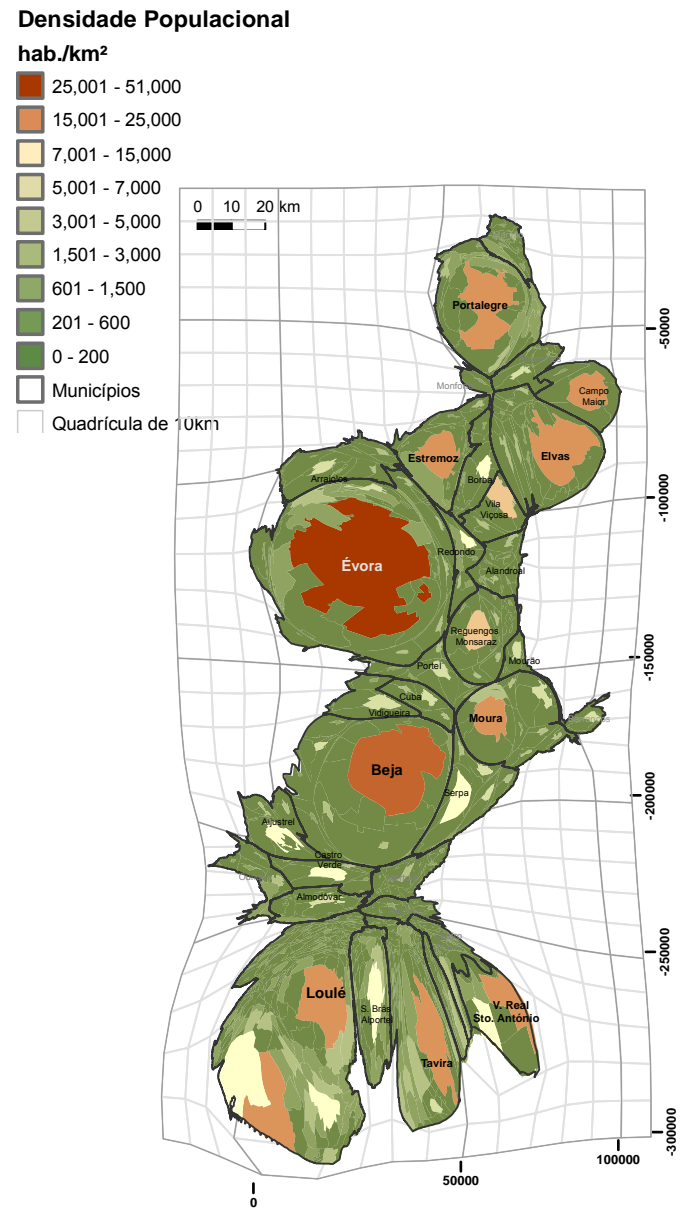 Densidade Populacional
hab./km²
25,001 - 51,000
15,001 - 25,000
7,001 - 15,000
5,001 - 7,000
3,001 - 5,000
1,501 - 3,000
601 - 1,500
201 - 600
0 - 200
Municípios
Quadrícula de 10km
0 10 20 km
Portalegre
-50000
Campo
Maior
Estremoz
Elvas
Arraiolos
Borba
-100000
Vila
Viçosa
Redondo
Évora
Alandroal
Reguengos
Monsaraz
-150000
Portel
Mourão
Cuba
Vidigueira
Moura
Beja
Serpa
-200000
Aljustrel
Castro
Verde
Almodôvar
-250000
Loulé
S. Brás
Alportel
V. Real
Sto. António
Tavira
-300000
100000
50000
0